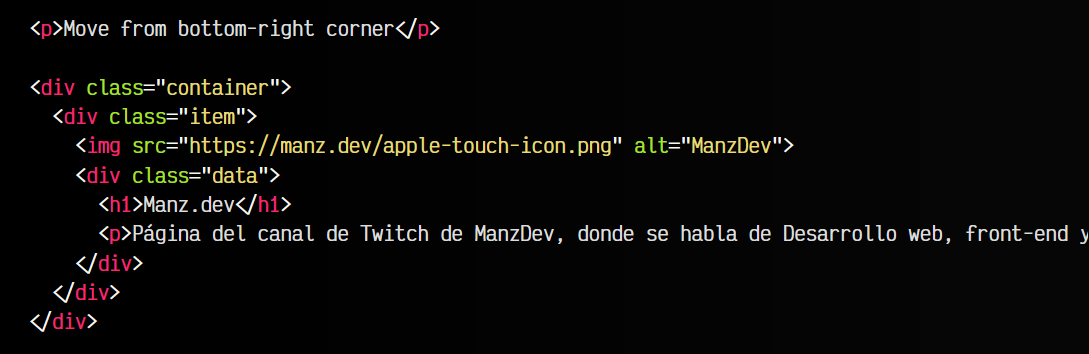 <p>Move from bottom-right corner</p>
<div class="container">
<div class="item">
<img src="https://manz.dev/apple-touch-icon.png" alt="ManzDev">
<div class="data">
<h1>Manz.dev</h1>
<p>Página del canal de Twitch de ManzDev, donde se habla de Desarrollo web, front-end y
</div>
</div>
</div>